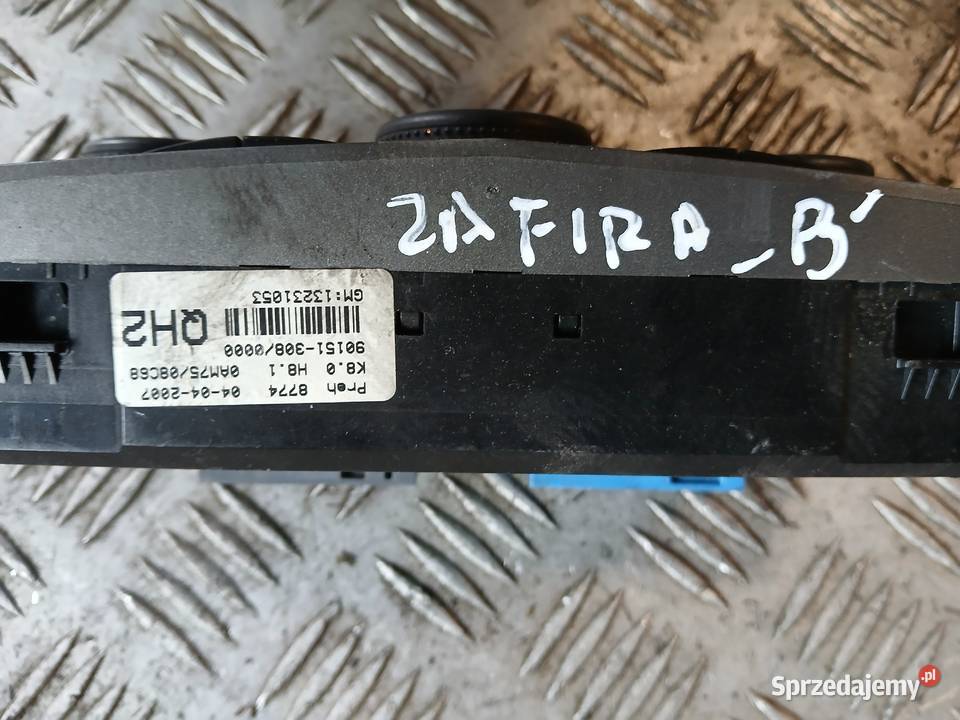 ZAFIRA_B'
Preh 8774 04-04-2007
K8.0 H8.1 0AM75/08C68
90151-308/0000
QH2
GM:13231053
Sprzedajemy.pl